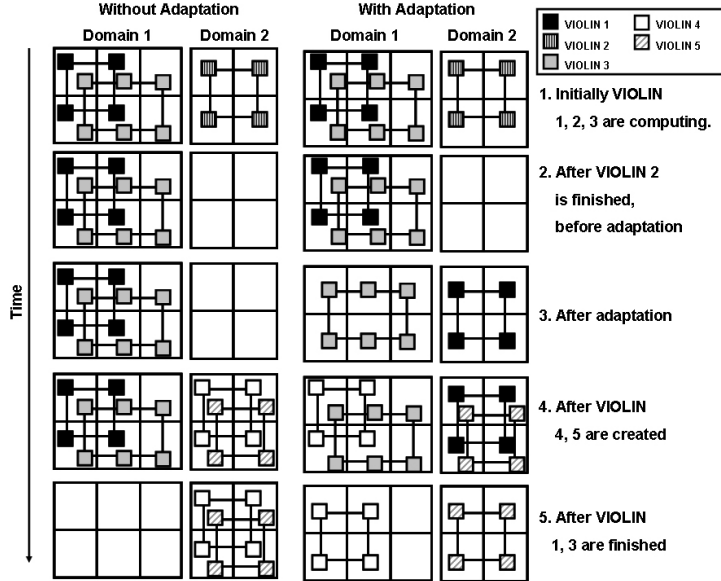 Without Adaptation
With Adaptation
Domain 1
Domain 2
Domain 1
Domain 2
VIOLIN 1
VIOLIN 4
VIOLIN 2
VIOLIN 5
VIOLIN 3
Time
1. Initially VIOLIN
1, 2, 3 are computing.
2. After VIOLIN 2
is finished,
before adaptation
3. After adaptation
4. After VIOLIN
4, 5 are created
5. After VIOLIN
1, 3 are finished